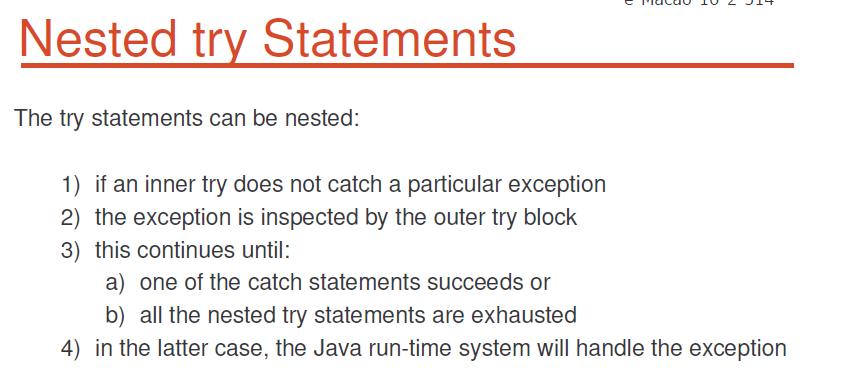 Nested try Statements
The try statements can be nested:
1) if an inner try does not catch a particular exception
2) the exception is inspected by the outer try block
3) this continues until:
a) one of the catch statements succeeds or
b) all the nested try statements are exhausted
4) in the latter case, the Java run-time system will handle the exception